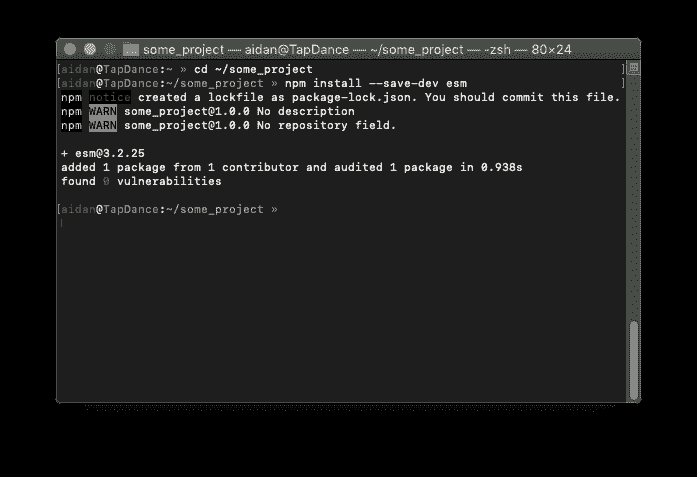 some_project — aidan@TapDance — ~/some_project — -zsh — 80×24
[aidan@TapDance:~ » cd ~/some_project ]
[aidan@TapDance:~/some_project » npm install --save-dev esm ]
npm notice created a lockfile as package-lock.json. You should commit this file.
npm WARN some_project@1.0.0 No description
npm WARN some_project@1.0.0 No repository field.
+ esm@3.2.25
added 1 package from 1 contributor and audited 1 package in 0.938s
found 0 vulnerabilities
[aidan@TapDance:~/some_project »